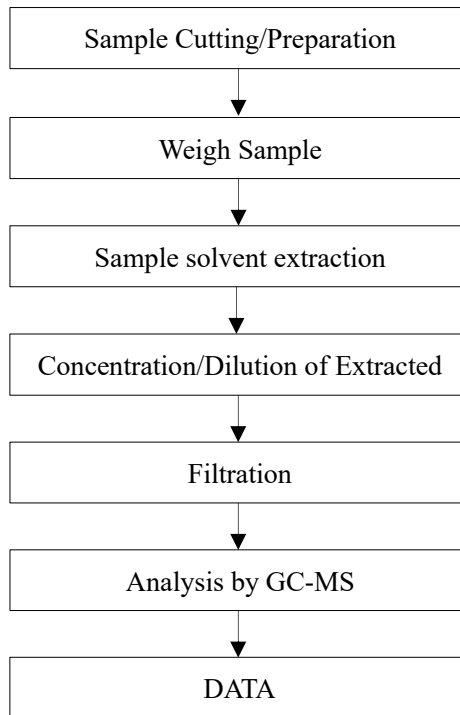 Sample Cutting/Preparation
Weigh Sample
Sample solvent extraction
Concentration/Dilution of Extracted
Filtration
Analysis by GC-MS
DATA